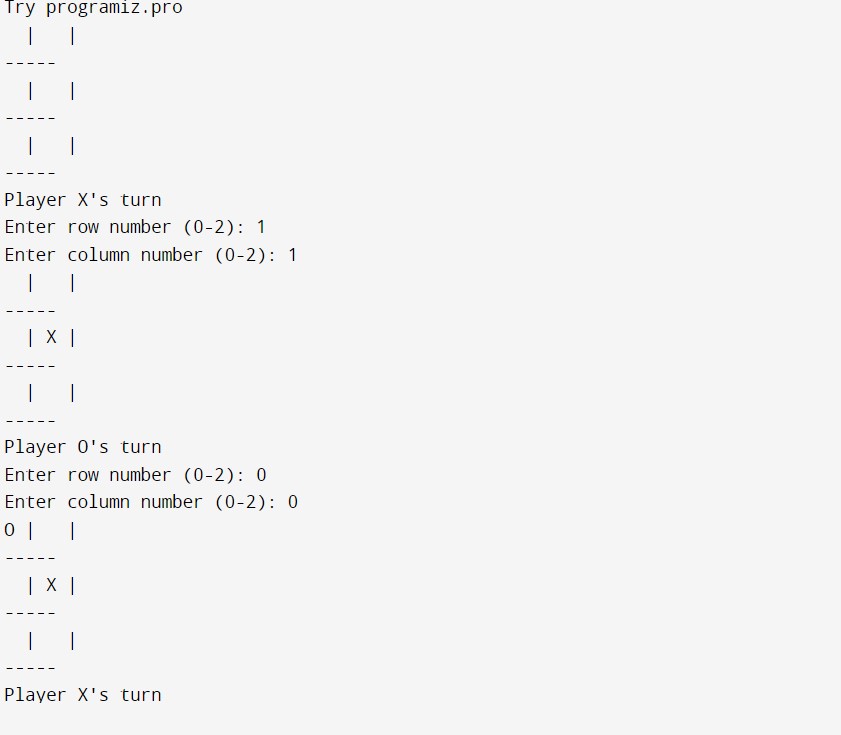 Try programiz.pro
  |   |
-----
  |   |
-----
  |   |
-----
Player X's turn
Enter row number (0-2): 1
Enter column number (0-2): 1
  |   |
-----
  | X |
-----
  |   |
-----
Player O's turn
Enter row number (0-2): 0
Enter column number (0-2): 0
O |   |
-----
  | X |
-----
  |   |
-----
Player X's turn